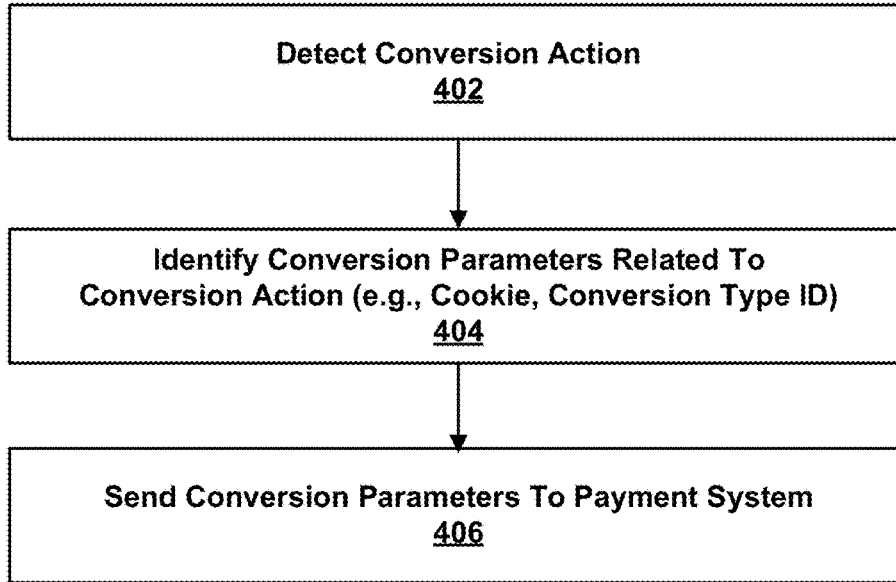 Detect Conversion Action
402
Identify Conversion Parameters Related To
Conversion Action (e.g., Cookie, Conversion Type ID)
404
Send Conversion Parameters To Payment System
406